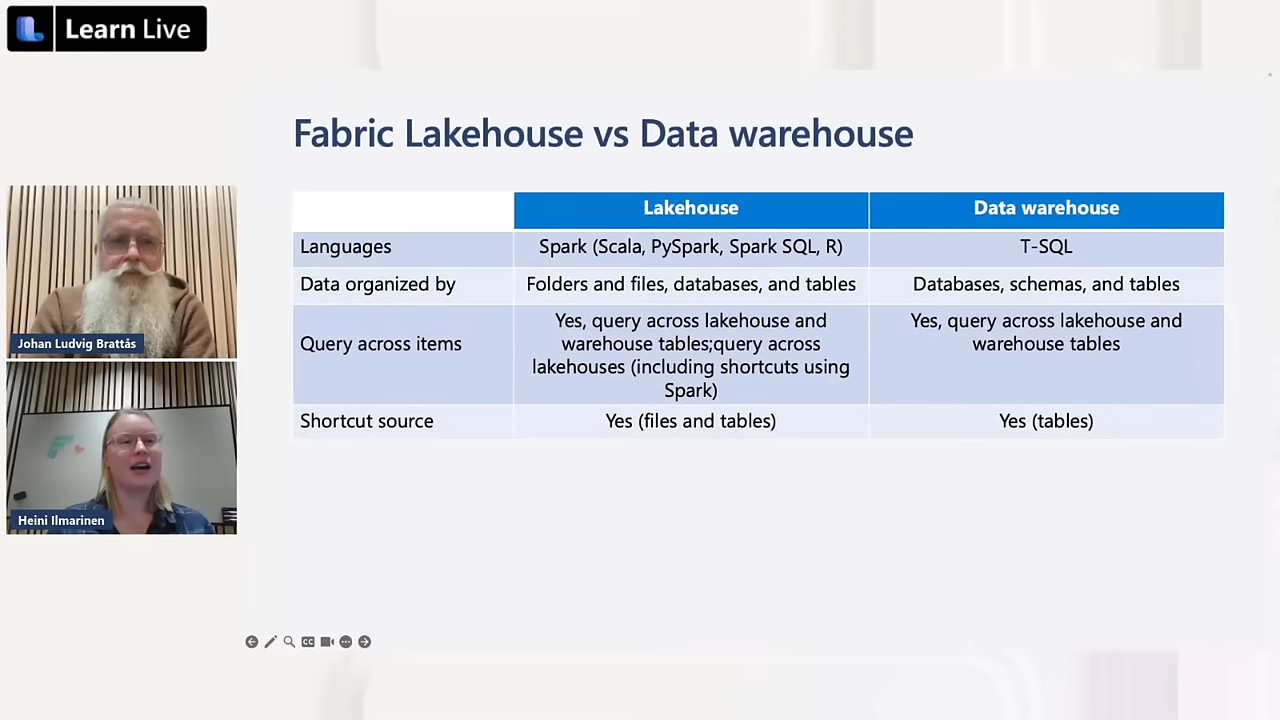 Learn Live
Fabric Lakehouse vs Data warehouse
Lakehouse
Data warehouse
Languages
Spark (Scala, PySpark, Spark SQL, R)
T-SQL
Data organized by
Folders and files, databases, and tables
Databases, schemas, and tables
Query across items
Yes, query across lakehouse and
warehouse tables;query across
lakehouses (including shortcuts using
Spark)
Yes, query across lakehouse and
warehouse tables
Shortcut source
Yes (files and tables)
Yes (tables)
Johan Ludvig Brattås
Heini Ilmarinen
CC